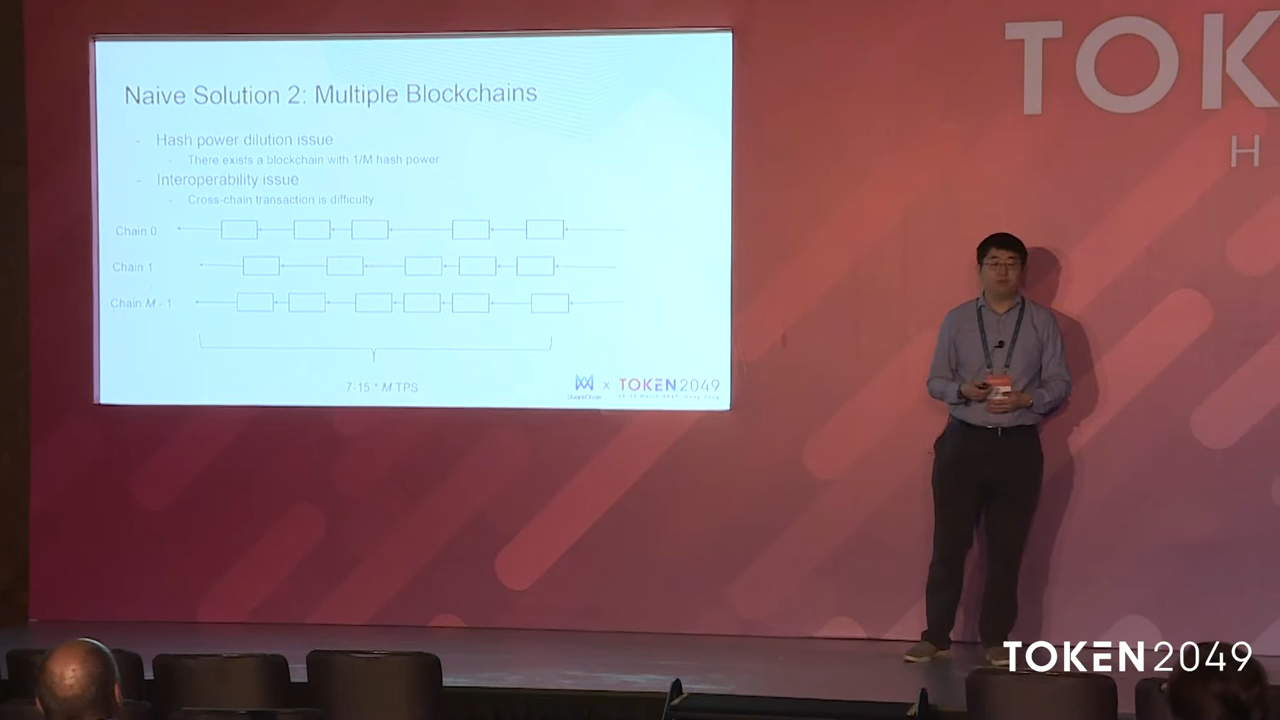 TOK
H
Naive Solution 2: Multiple Blockchains
- Hash power dilution issue
- There exists a blockchain with 1/M hash power
- Interoperability issue
- Cross-chain transaction is difficulty
Chain 0
Chain 1
Chain M - 1
7-15 * M TPS
QuarkChain
x TOKEN2049
TOKEN2049